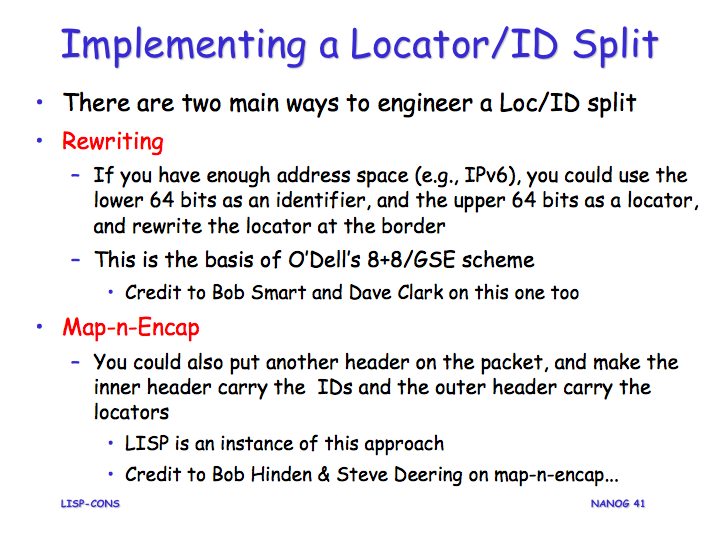 Implementing a Locator/ID Split
• There are two main ways to engineer a Loc/ID split
• Rewriting
– If you have enough address space (e.g., IPv6), you could use the
lower 64 bits as an identifier, and the upper 64 bits as a locator,
and rewrite the locator at the border
– This is the basis of O'Dell's 8+8/GSE scheme
• Credit to Bob Smart and Dave Clark on this one too
• Map-n-Encap
– You could also put another header on the packet, and make the
inner header carry the IDs and the outer header carry the
locators
• LISP is an instance of this approach
• Credit to Bob Hinden & Steve Deering on map-n-encap...
LISP-CONS
NANOG 41